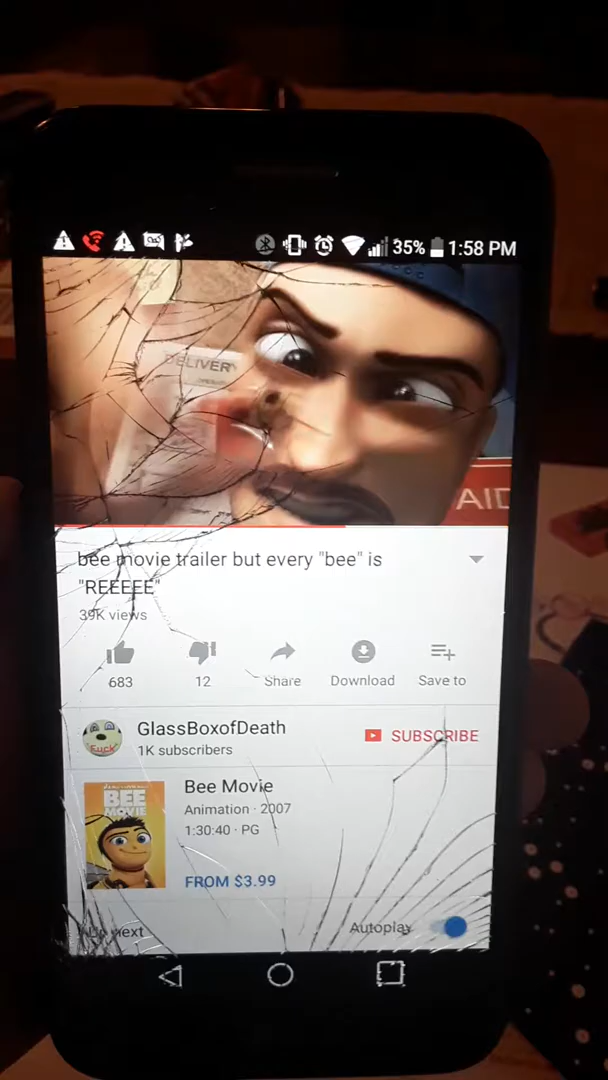 35% 1:58 PM
DELIVERY
AID
bee movie trailer but every "bee" is
"REEEEE"
39K views
683 12 Share Download Save to
GlassBoxofDeath
Fuck
1K subscribers
SUBSCRIBE
BEE
MOVIE
Bee Movie
Animation · 2007
1:30:40 · PG
FROM $3.99
Up next Autoplay